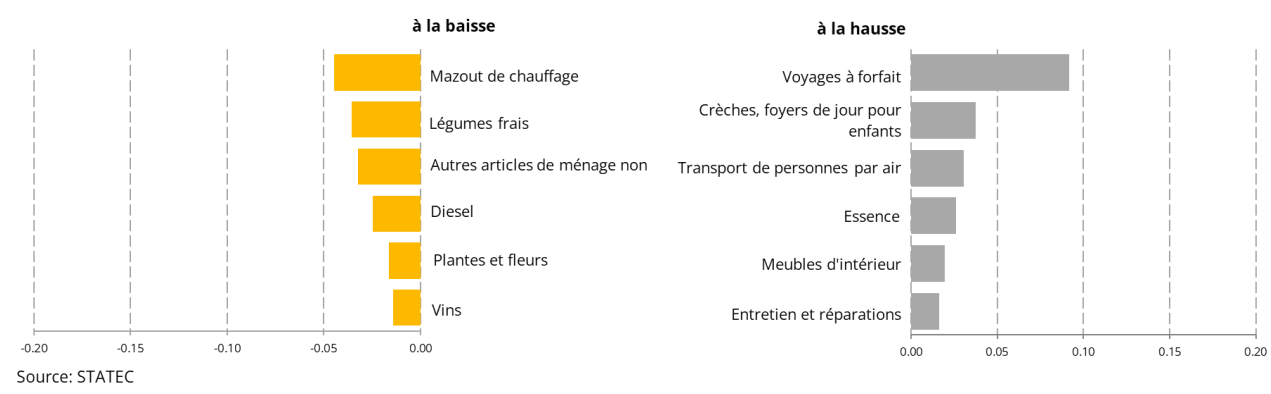 à la baisse
Mazout de chauffage
Légumes frais
Autres articles de ménage non
Diesel
Plantes et fleurs
Vins
-0.20 -0.15 -0.10 -0.05 0.00
à la hausse
Voyages à forfait
Crèches, foyers de jour pour
enfants
Transport de personnes par air
Essence
Meubles d'intérieur
Entretien et réparations
0.00 0.05 0.10 0.15 0.20
Source: STATEC